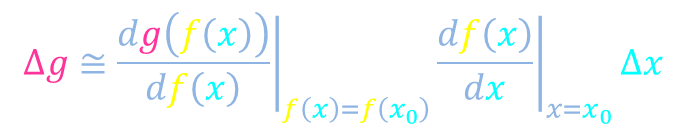 Δg ≅ dg(f(x))/df(x) |f(x)=f(x₀) df(x)/dx |x=x₀ Δx